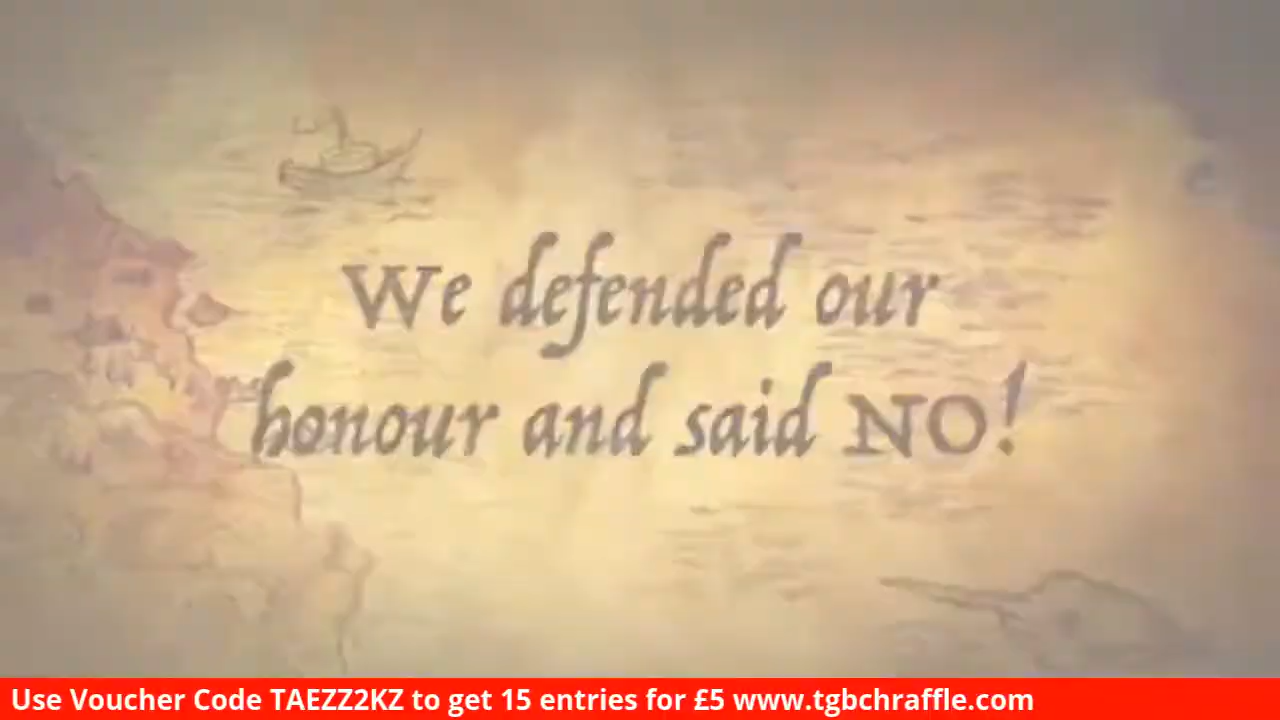 We defended our
honour and said NO!
Use Voucher Code TAEZZ2KZ to get 15 entries for £5 www.tgbchraffle.com